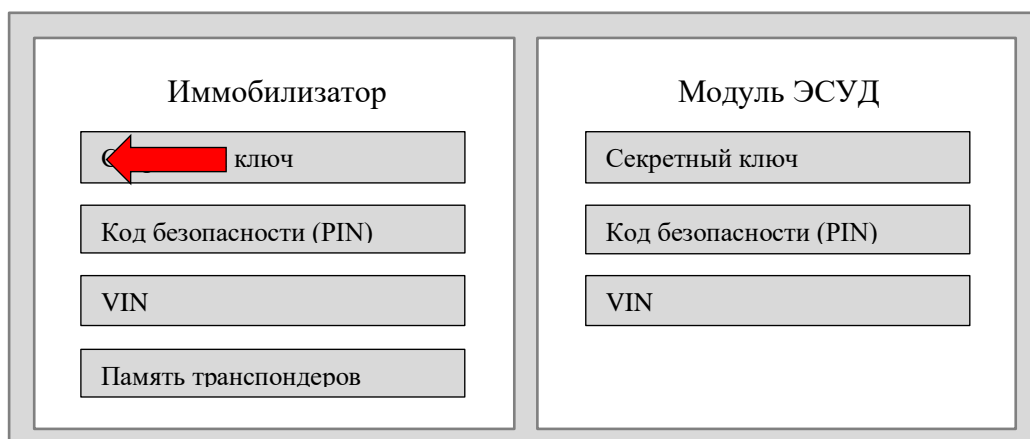 Иммобилизатор
ключ
Код безопасности (PIN)
VIN
Память транспондеров
Модуль ЭСУД
Секретный ключ
Код безопасности (PIN)
VIN